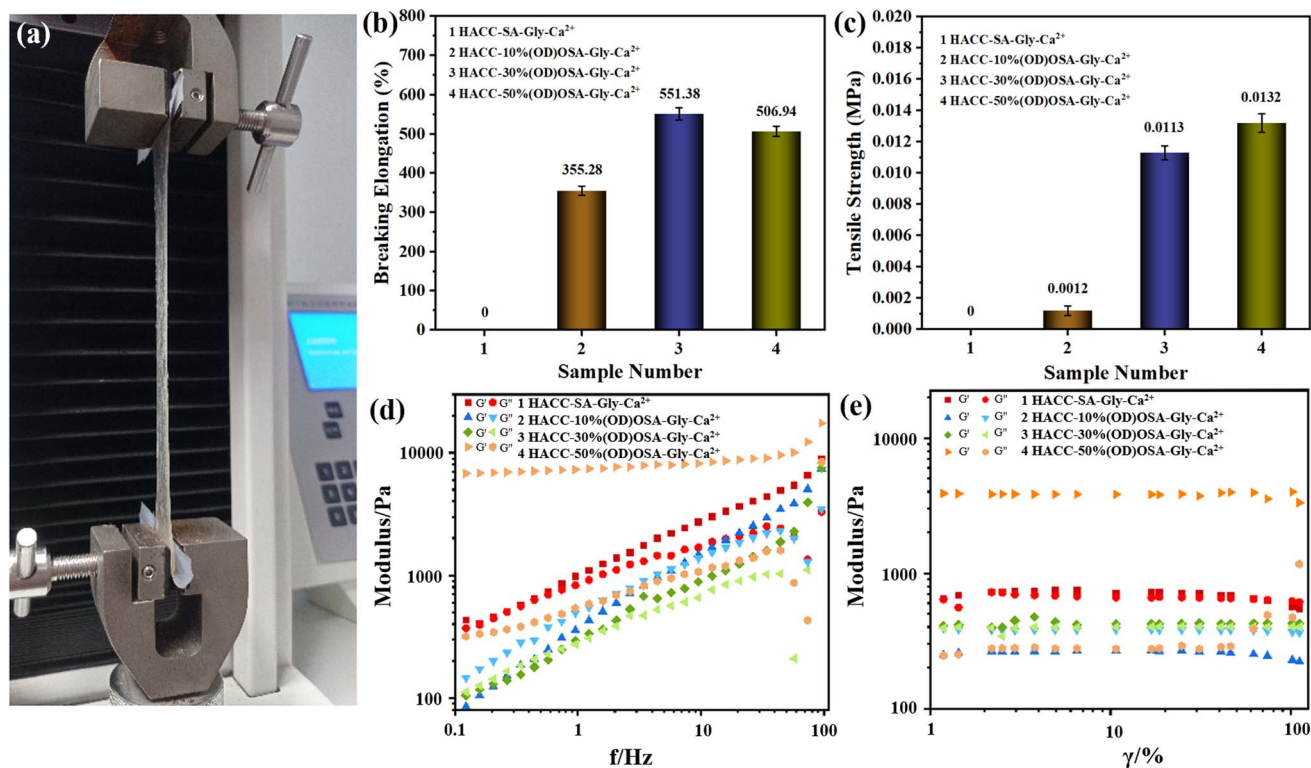 (a)
(b)
Breaking Elongation (%)
800
700
600
500
400
300
200
100
0
1 HACC-SA-Gly-Ca²⁺
2 HACC-10%(OD)OSA-Gly-Ca²⁺
3 HACC-30%(OD)OSA-Gly-Ca²⁺
4 HACC-50%(OD)OSA-Gly-Ca²⁺
0
355.28
551.38
506.94
1 2 3 4
Sample Number
(c)
Tensile Strength (MPa)
0.020
0.018
0.016
0.014
0.012
0.010
0.008
0.006
0.004
0.002
0.000
1 HACC-SA-Gly-Ca²⁺
2 HACC-10%(OD)OSA-Gly-Ca²⁺
3 HACC-30%(OD)OSA-Gly-Ca²⁺
4 HACC-50%(OD)OSA-Gly-Ca²⁺
0
0.0012
0.0113
0.0132
1 2 3 4
Sample Number
(d)
Modulus/Pa
10000
1000
100
G' G'' 1 HACC-SA-Gly-Ca²⁺
G' G'' 2 HACC-10%(OD)OSA-Gly-Ca²⁺
G' G'' 3 HACC-30%(OD)OSA-Gly-Ca²⁺
G' G'' 4 HACC-50%(OD)OSA-Gly-Ca²⁺
0.1 1 10 100
f/Hz
(e)
Modulus/Pa
10000
1000
100
G' G'' 1 HACC-SA-Gly-Ca²⁺
G' G'' 2 HACC-10%(OD)OSA-Gly-Ca²⁺
G' G'' 3 HACC-30%(OD)OSA-Gly-Ca²⁺
G' G'' 4 HACC-50%(OD)OSA-Gly-Ca²⁺
1 10 100
γ/%